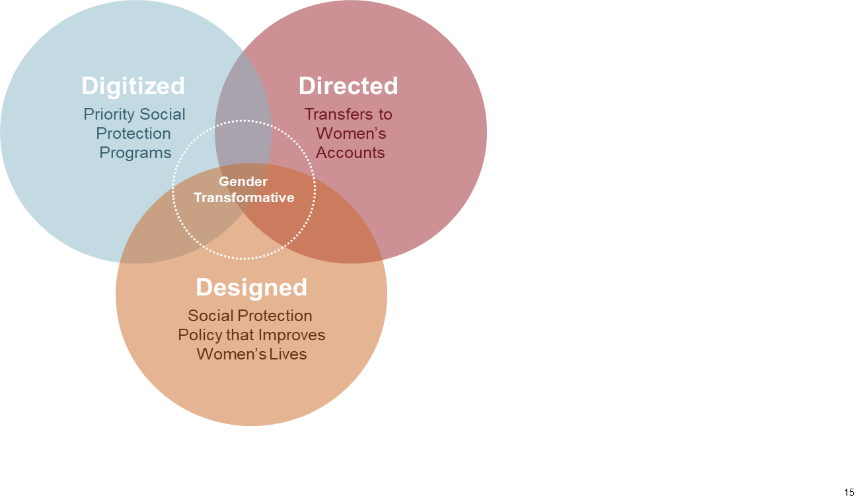 Digitized
Priority Social
Protection
Programs
Directed
Transfers to
Women’s
Accounts
Gender
Transformative
Designed
Social Protection
Policy that Improves
Women’s Lives
15